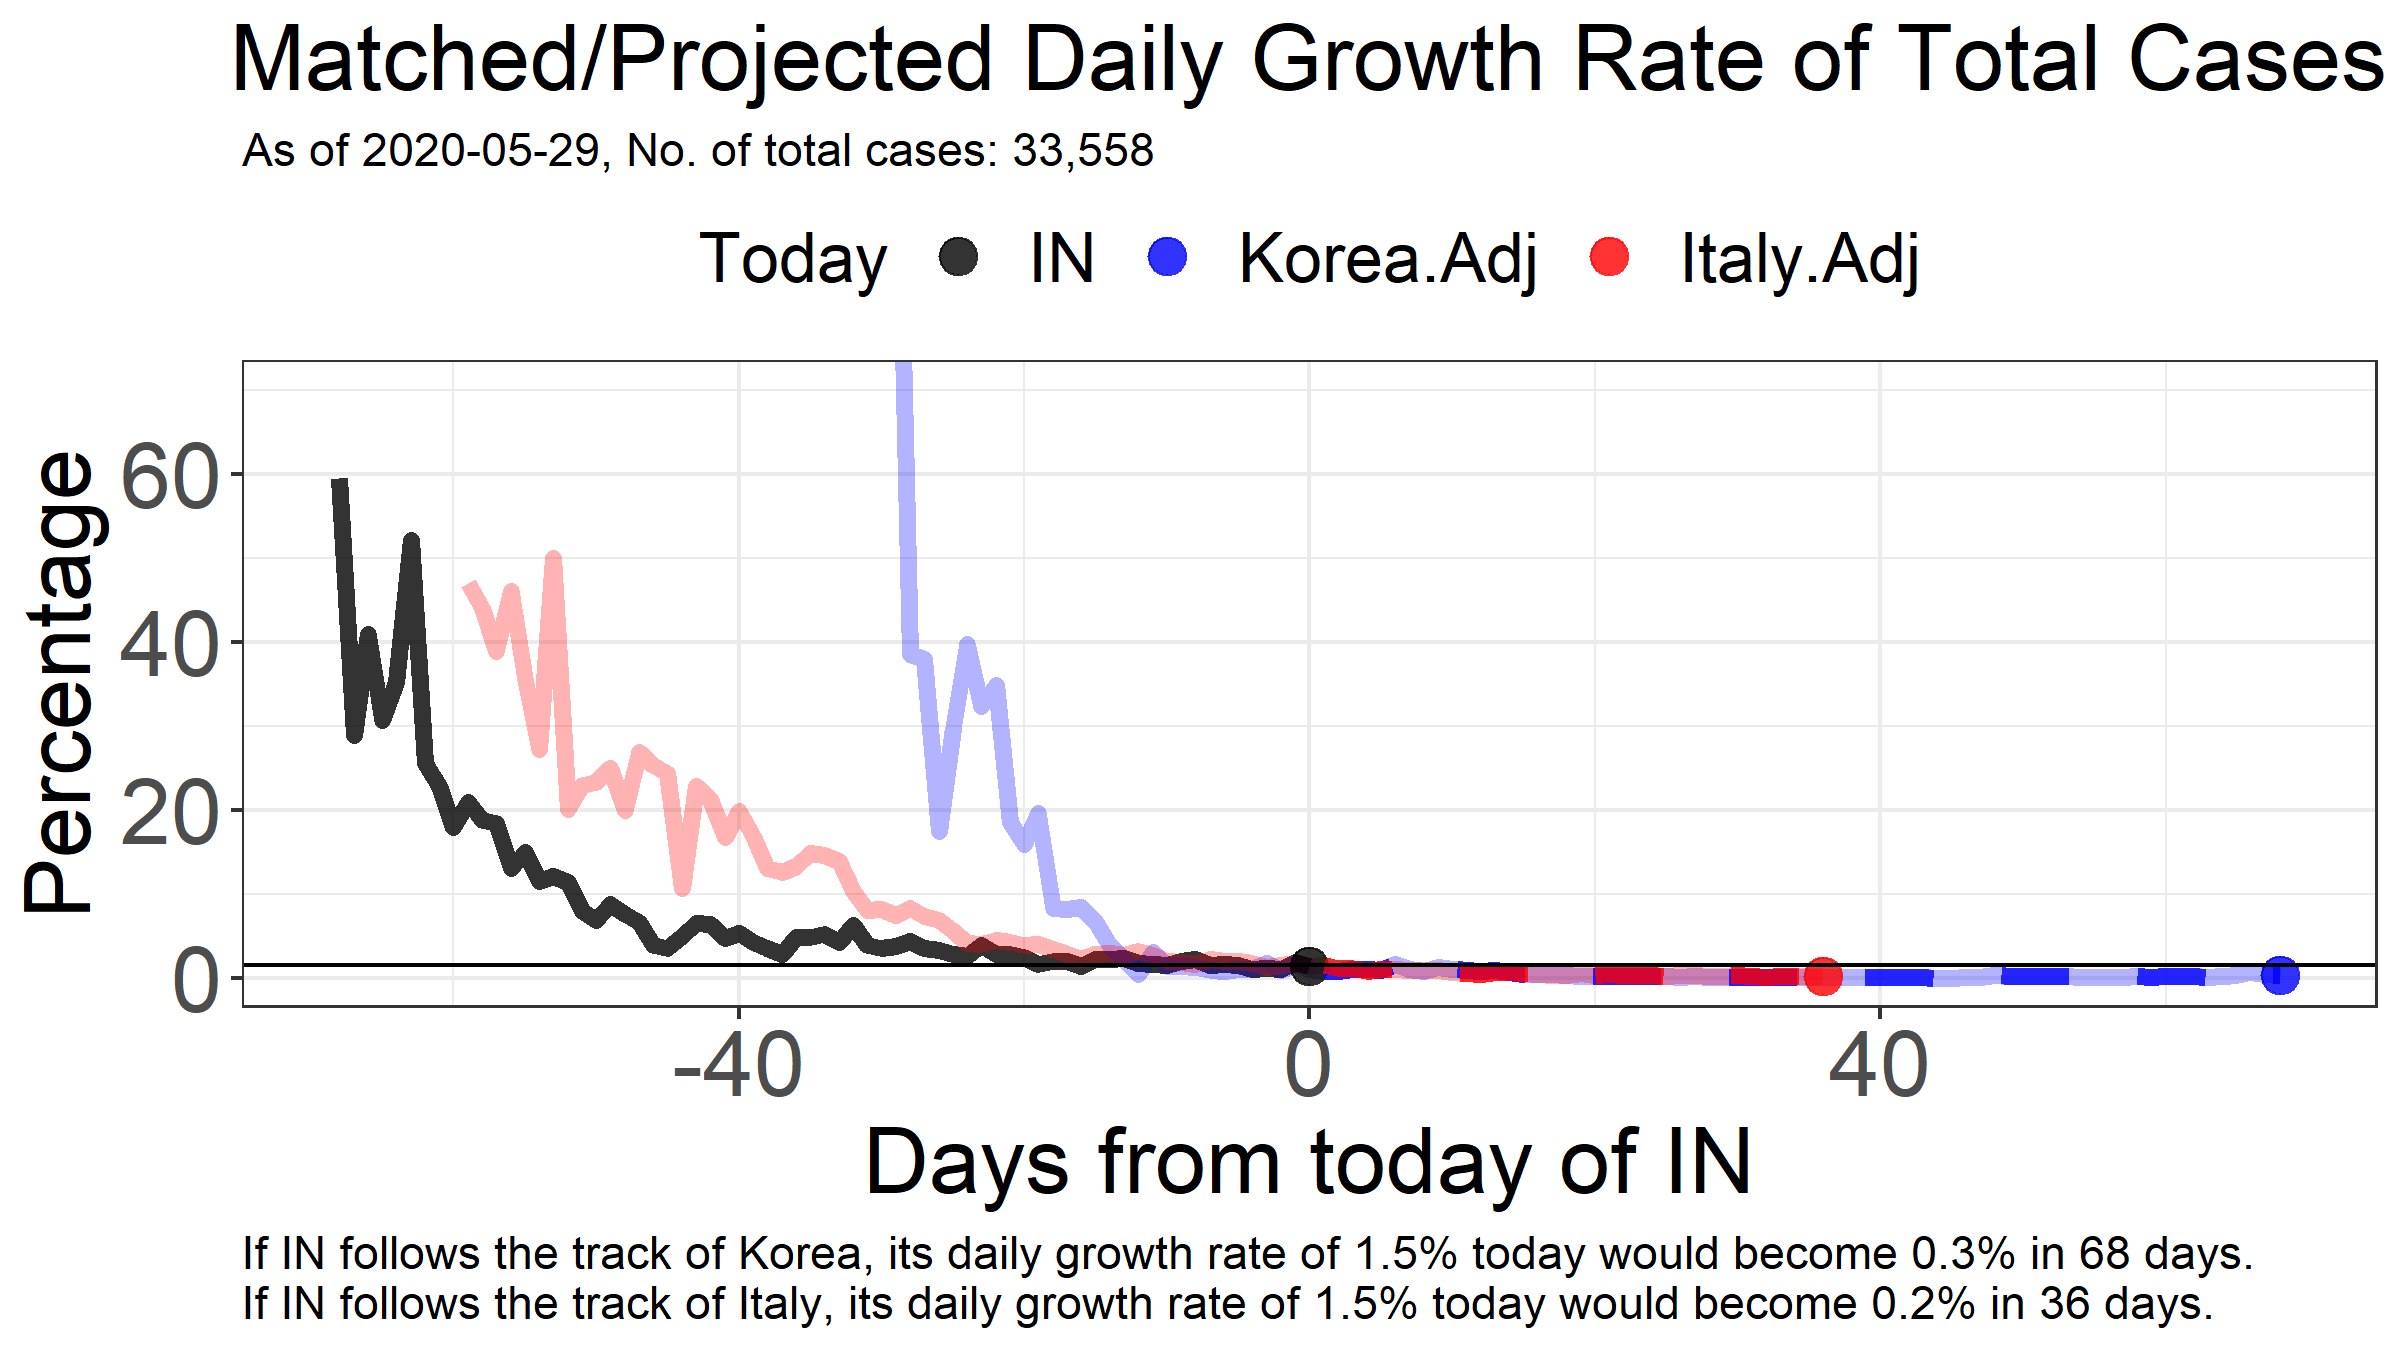 Matched/Projected Daily Growth Rate of Total Cases
As of 2020-05-29, No. of total cases: 33,558
Today IN Korea.Adj Italy.Adj
Percentage
60
40
20
0
-40 0 40
Days from today of IN
If IN follows the track of Korea, its daily growth rate of 1.5% today would become 0.3% in 68 days.
If IN follows the track of Italy, its daily growth rate of 1.5% today would become 0.2% in 36 days.